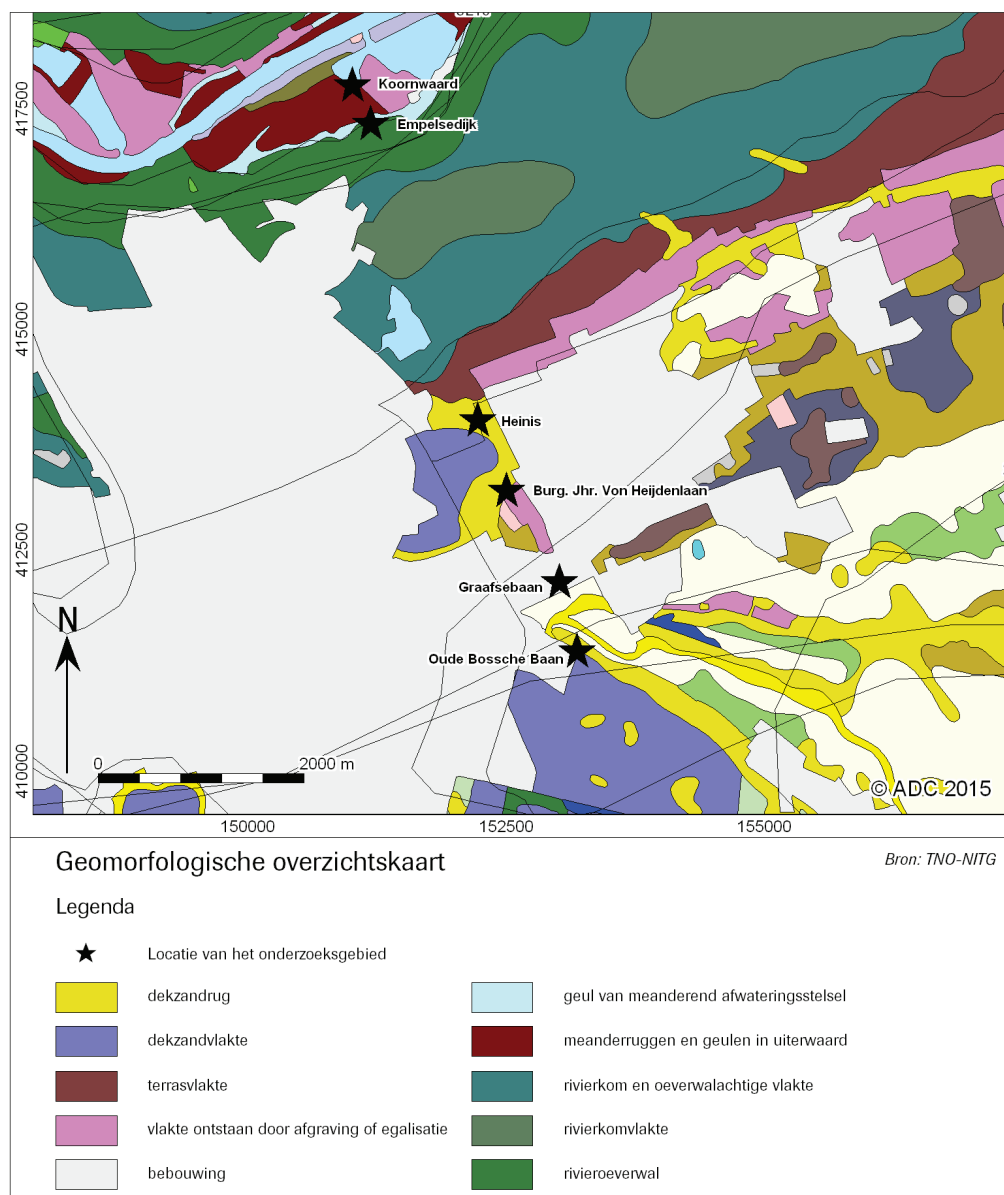 417500
415000
412500
410000
Koornwaard
Empelsedijk
Heinis
Burg. Jhr. Von Heijdenlaan
Graafsebaan
Oude Bossche Baan
N
0 2000 m
© ADC 2015
150000 152500 155000
Geomorfologische overzichtskaart
Bron: TNO-NITG
Legenda
Locatie van het onderzoeksgebied
dekzandrug
dekzandvlakte
terrasvlakte
vlakte ontstaan door afgraving of egalisatie
bebouwing
geul van meanderend afwateringsstelsel
meanderruggen en geulen in uiterwaard
rivierkom en oeverwalachtige vlakte
rivierkomvlakte
rivieroeverwal